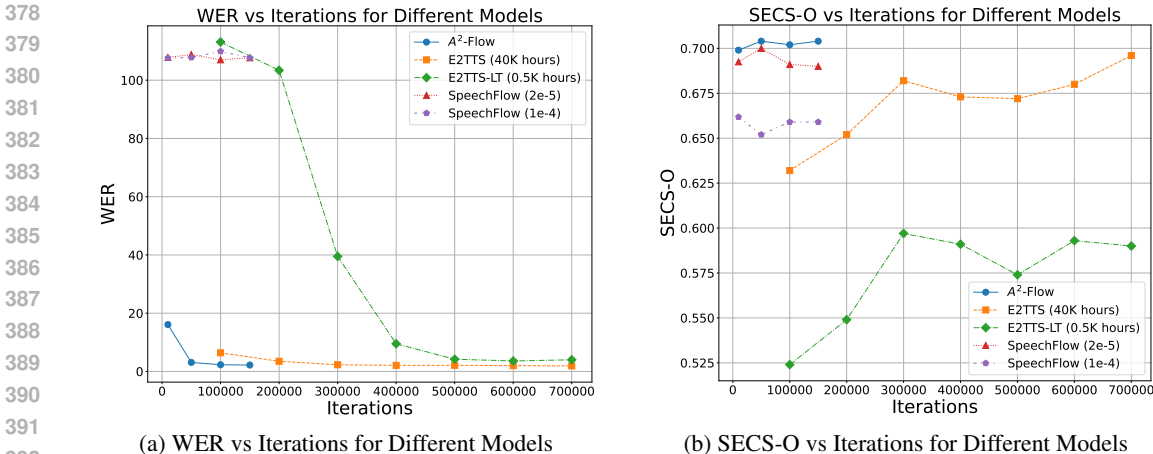 378
379
380
381
382
383
384
385
386
387
388
389
390
391
WER vs Iterations for Different Models
WER
100
80
60
40
20
0
0 100000 200000 300000 400000 500000 600000 700000
Iterations
A²-Flow
E2TTS (40K hours)
E2TTS-LT (0.5K hours)
SpeechFlow (2e-5)
SpeechFlow (1e-4)
(a) WER vs Iterations for Different Models
SECS-O vs Iterations for Different Models
SECS-O
0.700
0.675
0.650
0.625
0.600
0.575
0.550
0.525
0 100000 200000 300000 400000 500000 600000 700000
Iterations
A²-Flow
E2TTS (40K hours)
E2TTS-LT (0.5K hours)
SpeechFlow (2e-5)
SpeechFlow (1e-4)
(b) SECS-O vs Iterations for Different Models